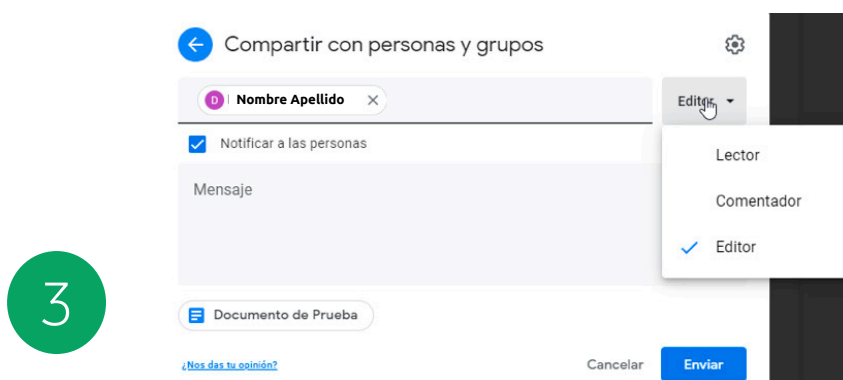 Compartir con personas y grupos
D Nombre Apellido
Editor
Notificar a las personas
Lector
Mensaje
Comentador
Editor
3
Documento de Prueba
¿Nos das tu opinión?
Cancelar
Enviar